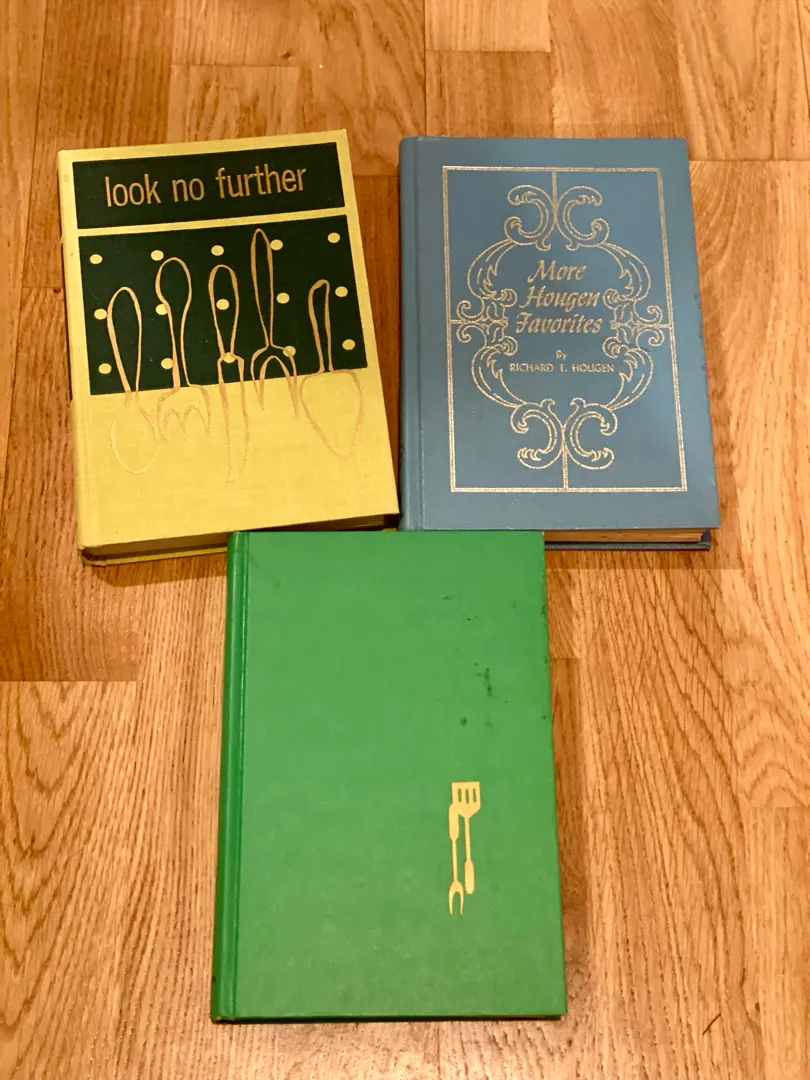 look no further
More
Hougen
Favorites
By
RICHARD T. HOUGEN